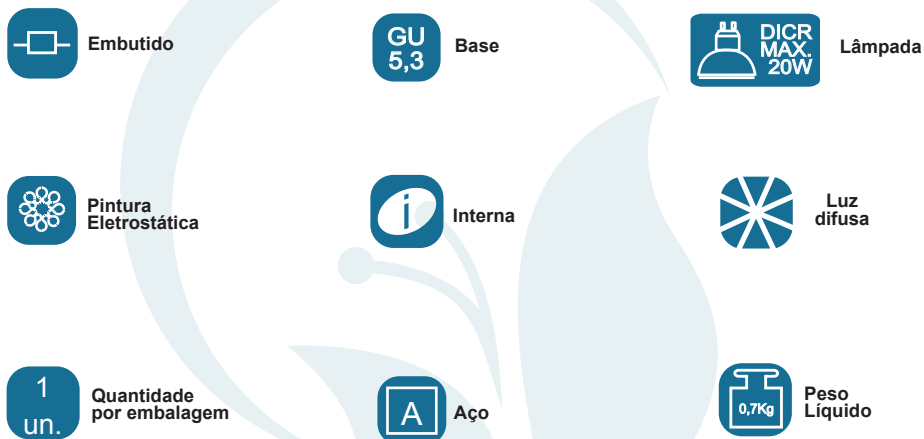 Embutido
GU
5,3
Base
DICR
MAX.
20W
Lâmpada
Pintura
Eletrostática
i
Interna
Luz
difusa
1
un.
Quantidade
por embalagem
A
Aço
0,7Kg
Peso
Líquido